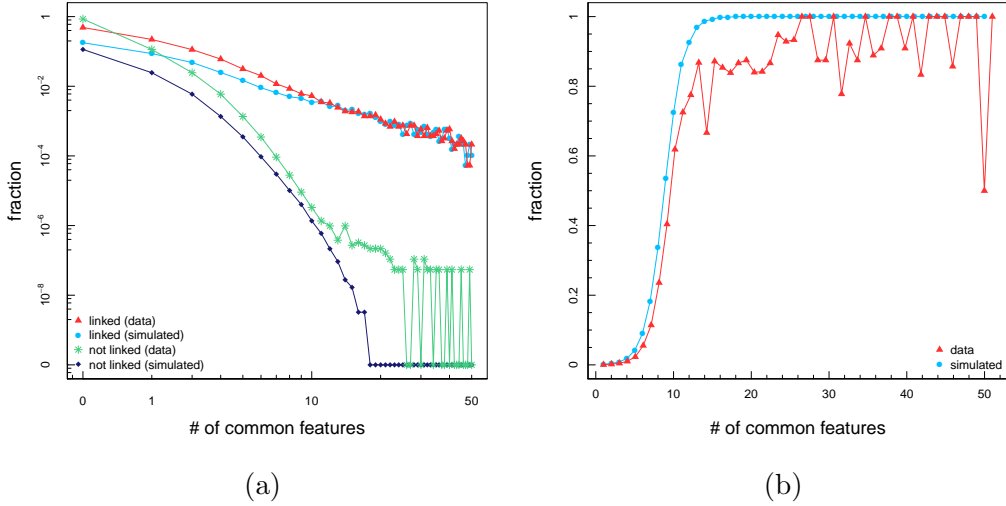 1
10−2
10−4
10−6
10−8
0
fraction
linked (data)
linked (simulated)
not linked (data)
not linked (simulated)
0 1 10 50
# of common features
(a)
1
0.8
0.6
0.4
0.2
0
fraction
data
simulated
0 10 20 30 40 50
# of common features
(b)